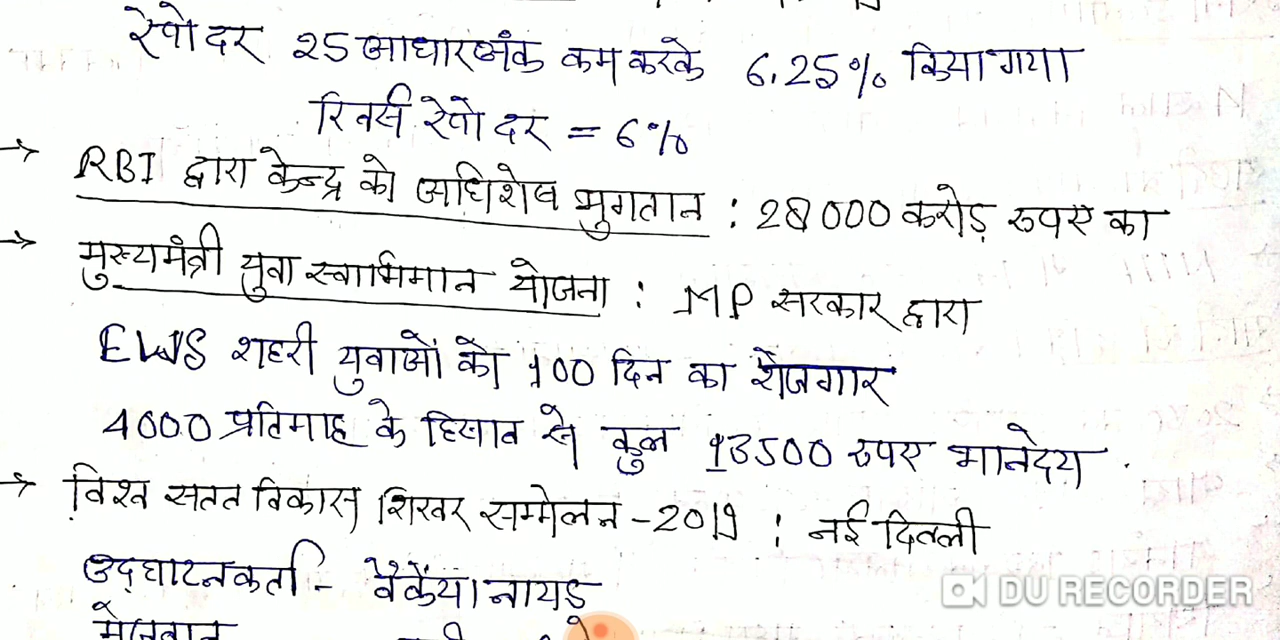 रेपो दर 25 आधारअंक कम करके 6.25% किया गया
रिवर्स रेपो दर = 6%
→ RBI द्वारा केन्द्र को अधिशेष भुगतान : 28000 करोड़ रुपए का
→ मुख्यमंत्री युवा स्वाभिमान योजना : MP सरकार द्वारा
EWS शहरी युवाओं को 100 दिन का रोजगार
4000 प्रतिमाह के हिसाब से कुल 13500 रुपए मानदेय .
→ विश्व सतत विकास शिखर सम्मेलन - 2019 : नई दिल्ली
उद्घाटनकर्ता - वेंकैया नायडू
मेजबान
DU RECORDER